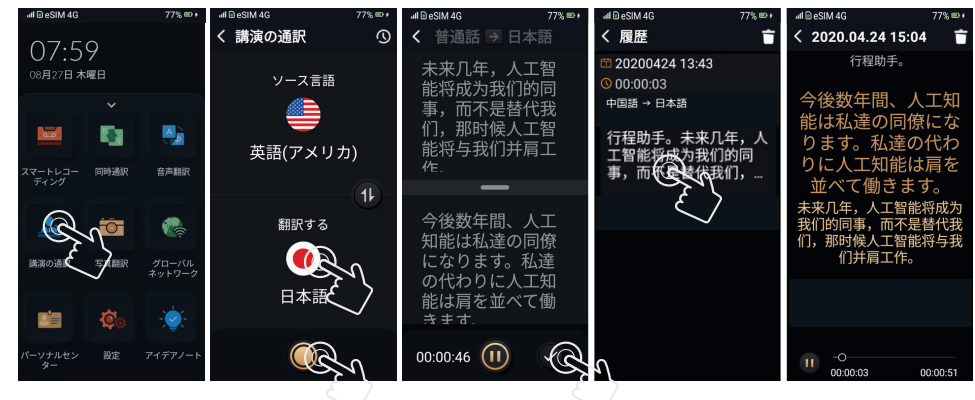 eSIM 4G 77%
07:59
08月27日 木曜日
スマートレコー
ディング
同時通訳
音声翻訳
講演の通訳
写真翻訳
グローバル
ネットワーク
パーソナルセン
ター
設定
アイデアノート
eSIM 4G 77%
講演の通訳
ソース言語
英語(アメリカ)
翻訳する
日本語
eSIM 4G 77%
普通話 → 日本語
未来几年，人工智
能将成为我们的同
事，而不是替代我
们，那时候人工智
能将与我们并肩工
作。
今後数年間、人工
知能は私達の同僚
になります。私達
の代わりに人工知
能は肩を並べて働
きます。
00:00:46
eSIM 4G 77%
履歴
20200424 13:43
00:00:03
中国語 → 日本語
行程助手。未来几年，人
工智能将成为我们的同
事，而不是替代我们，...
eSIM 4G 77%
2020.04.24 15:04
行程助手。
今後数年間、人工知
能は私達の同僚にな
ります。私達の代わ
りに人工知能は肩を
並べて働きます。
未来几年，人工智能将成为
我们的同事，而不是替代我
们，那时候人工智能将与我
们并肩工作。
00:00:03 00:00:51